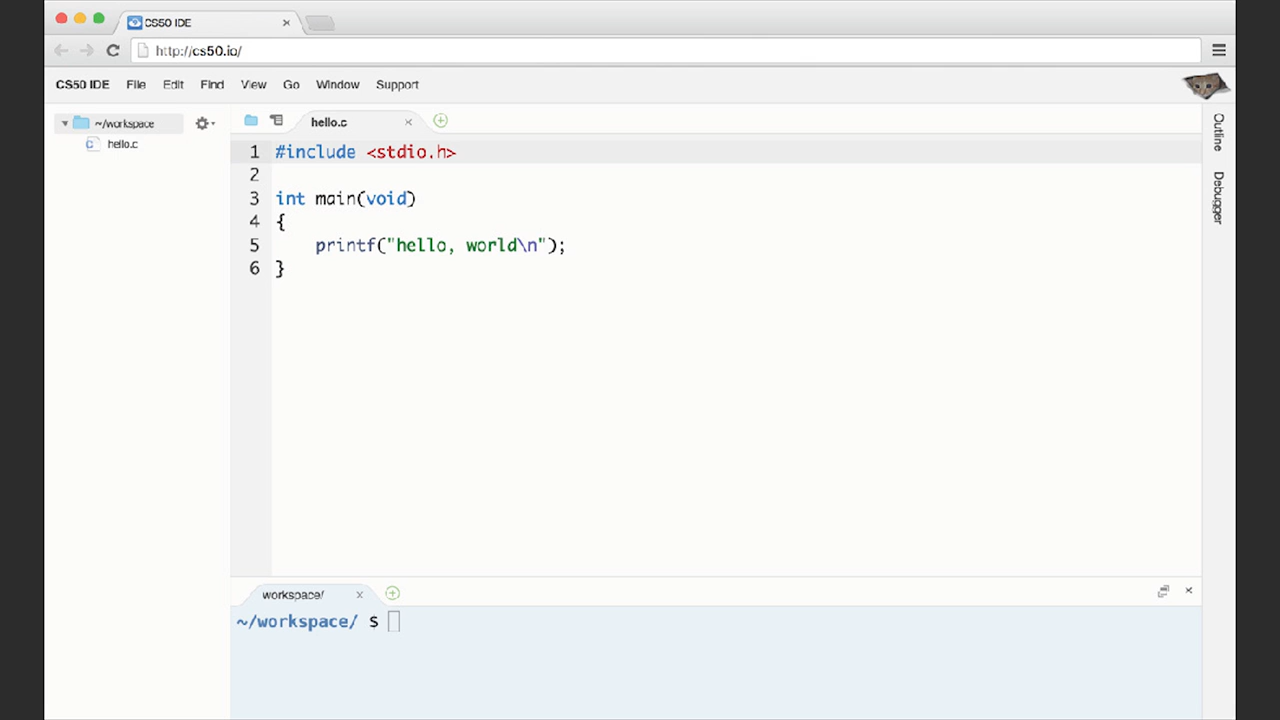 CS50 IDE
http://cs50.io/
CS50 IDE File Edit Find View Go Window Support
~/workspace
hello.c
hello.c
1 #include <stdio.h>
2
3 int main(void)
4 {
5     printf("hello, world\n");
6 }
Outline
Debugger
workspace/
~/workspace/ $